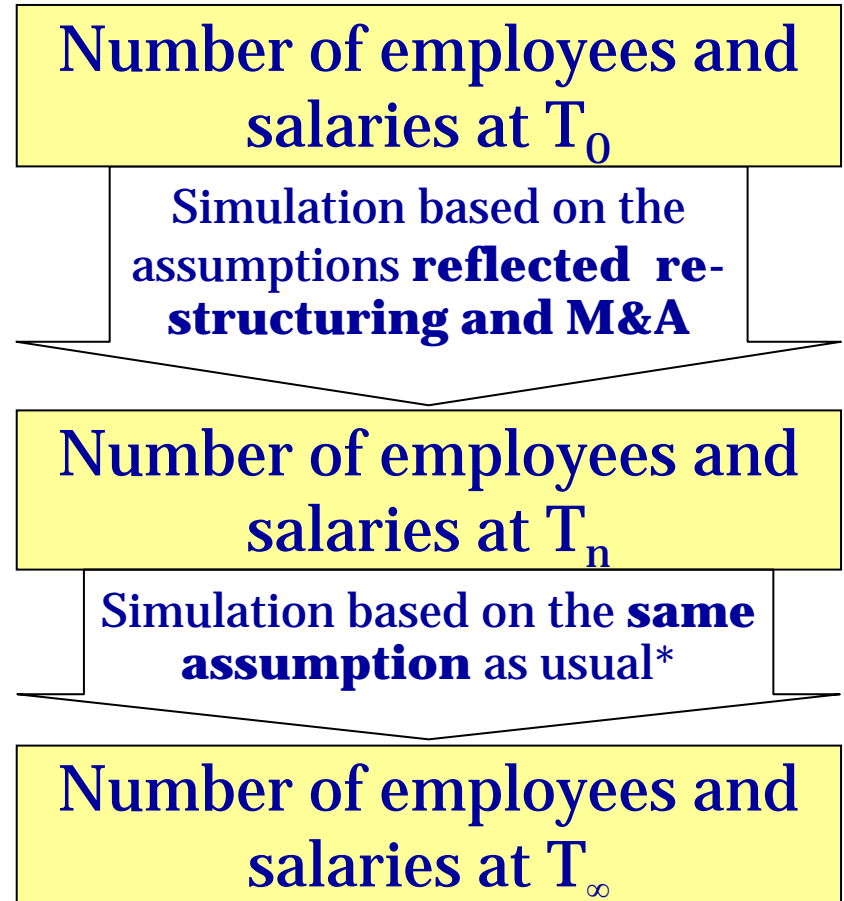 Number of employees and
salaries at T₀
Simulation based on the
assumptions reflected re-
structuring and M&A
Number of employees and
salaries at Tₙ
Simulation based on the same
assumption as usual*
Number of employees and
salaries at T∞